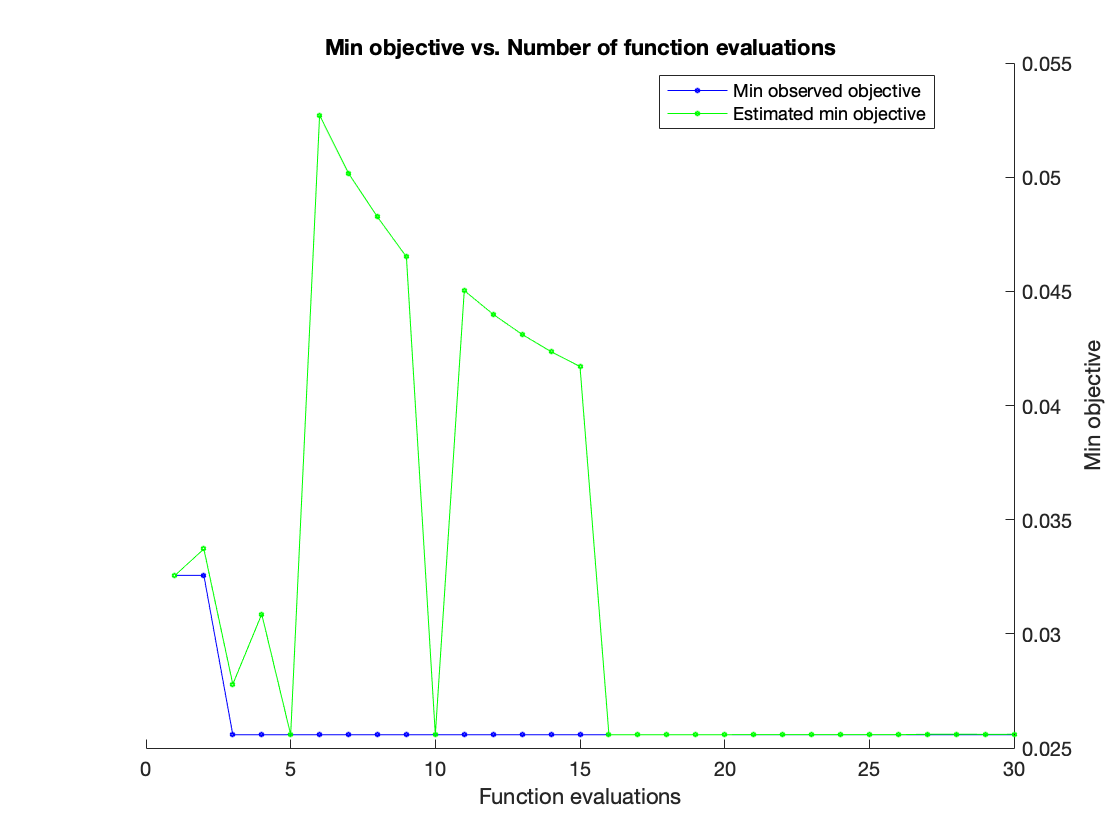 Min objective vs. Number of function evaluations
Min observed objective
Estimated min objective
0.055
0.05
0.045
0.04
0.035
0.03
0.025
Min objective
0 5 10 15 20 25 30
Function evaluations